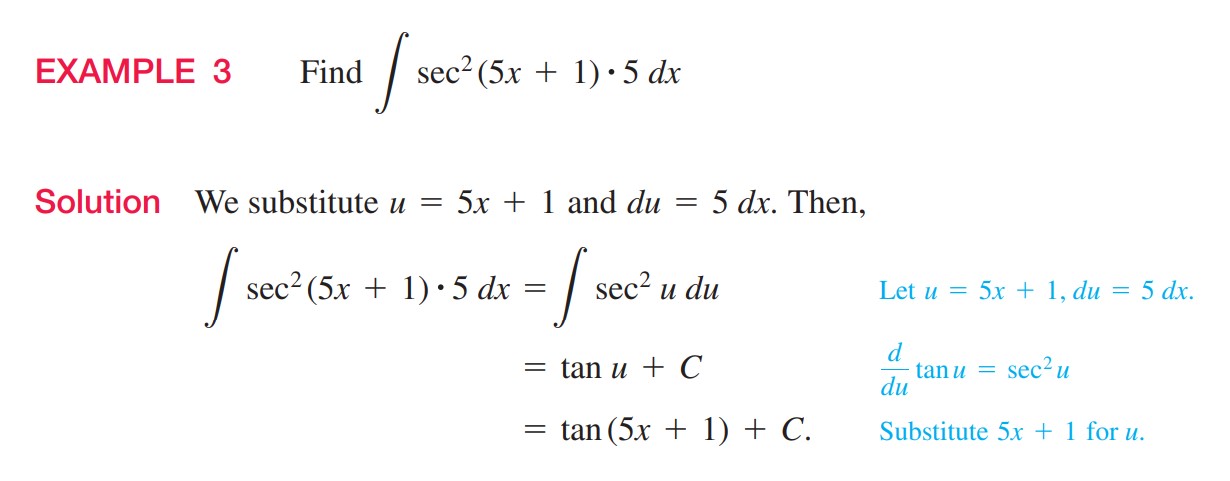 EXAMPLE 3 Find ∫ sec²(5x + 1) · 5 dx
Solution We substitute u = 5x + 1 and du = 5 dx. Then,
∫ sec²(5x + 1) · 5 dx = ∫ sec² u du Let u = 5x + 1, du = 5 dx.
= tan u + C d/du tan u = sec² u
= tan(5x + 1) + C. Substitute 5x + 1 for u.